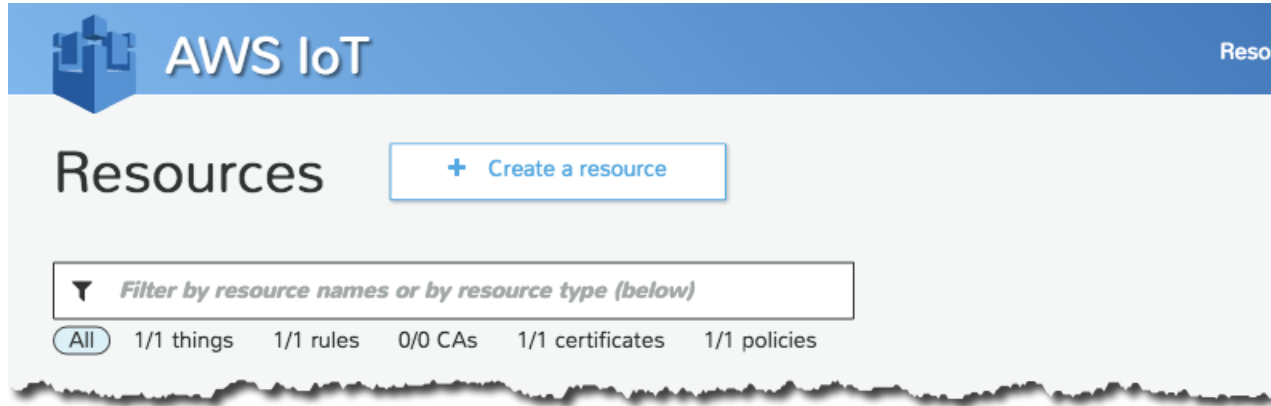 AWS IoT
Reso
Resources
+ Create a resource
Filter by resource names or by resource type (below)
All 1/1 things 1/1 rules 0/0 CAs 1/1 certificates 1/1 policies